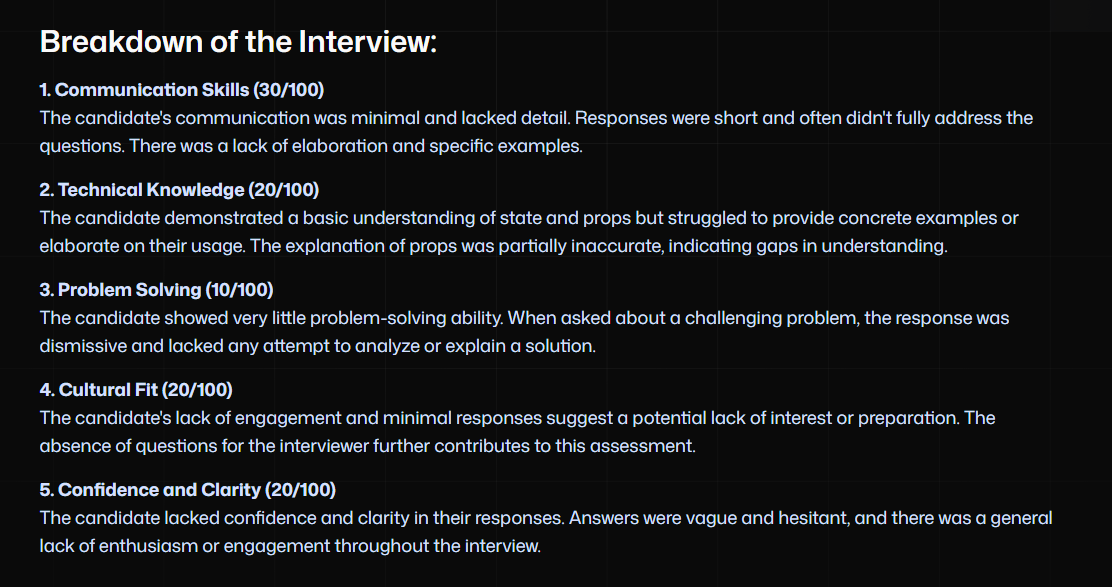 Breakdown of the Interview:
1. Communication Skills (30/100)
The candidate's communication was minimal and lacked detail. Responses were short and often didn't fully address the
questions. There was a lack of elaboration and specific examples.
2. Technical Knowledge (20/100)
The candidate demonstrated a basic understanding of state and props but struggled to provide concrete examples or
elaborate on their usage. The explanation of props was partially inaccurate, indicating gaps in understanding.
3. Problem Solving (10/100)
The candidate showed very little problem-solving ability. When asked about a challenging problem, the response was
dismissive and lacked any attempt to analyze or explain a solution.
4. Cultural Fit (20/100)
The candidate's lack of engagement and minimal responses suggest a potential lack of interest or preparation. The
absence of questions for the interviewer further contributes to this assessment.
5. Confidence and Clarity (20/100)
The candidate lacked confidence and clarity in their responses. Answers were vague and hesitant, and there was a general
lack of enthusiasm or engagement throughout the interview.